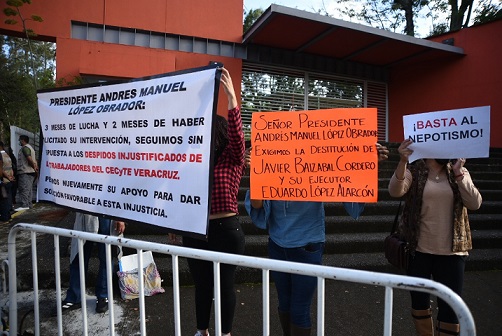 PRESIDENTE ANDRES MANUEL
LÓPEZ OBRADOR:
3 MESES DE LUCHA Y 2 MESES DE HABER
SOLICITADO SU INTERVENCIÓN, SEGUIMOS SIN
RESPUESTA A LOS DESPIDOS INJUSTIFICADOS DE
TRABAJADORES DEL CECyTE VERACRUZ.
PEDIMOS NUEVAMENTE SU APOYO PARA DAR
SOLUCIÓN FAVORABLE A ESTA INJUSTICIA.
SEÑOR PRESIDENTE
ANDRÉS MANUEL LÓPEZ OBRADOR
EXIGIMOS LA DESTITUCIÓN DE
JAVIER BAIZABAL CORDERO
Y SU EJECUTOR
EDUARDO LÓPEZ ALARCÓN
¡BASTA AL
NEPOTISMO!